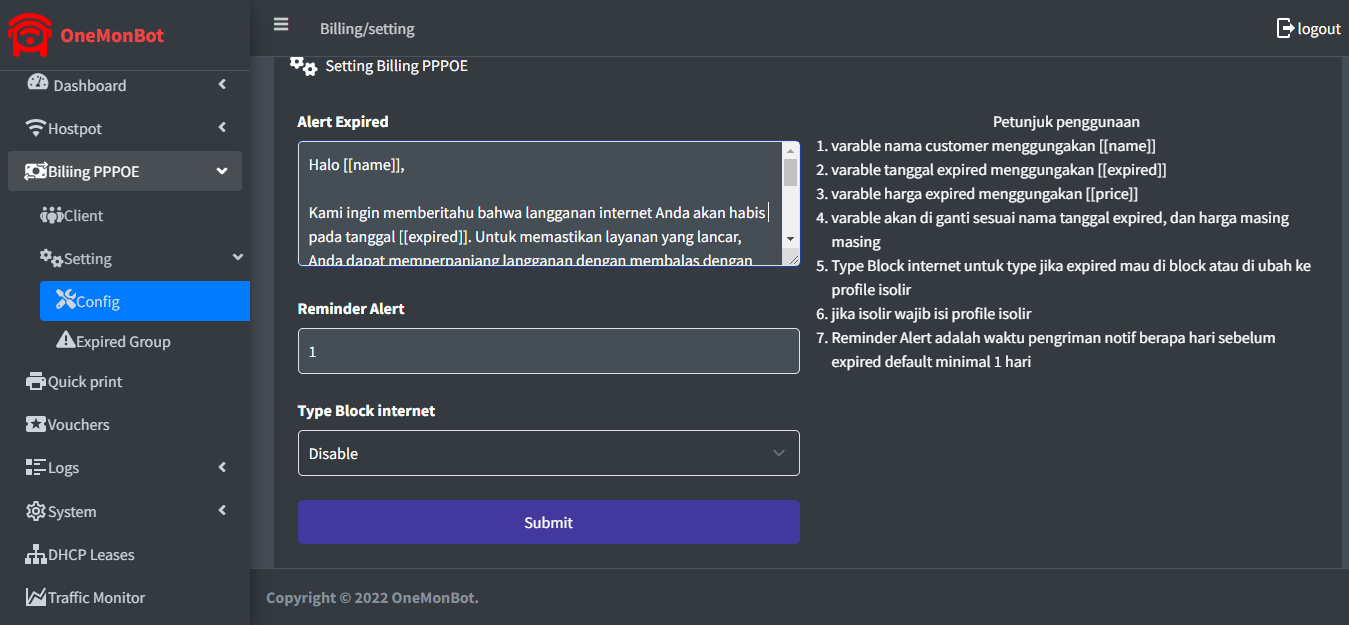 OneMonBot
Billing/setting
logout
Dashboard
Hostpot
Biliing PPPOE
Client
Setting
Config
Expired Group
Quick print
Vouchers
Logs
System
DHCP Leases
Traffic Monitor
Setting Billing PPPOE
Alert Expired
Halo [[name]],
Kami ingin memberitahu bahwa langganan internet Anda akan habis
pada tanggal [[expired]]. Untuk memastikan layanan yang lancar,
Anda dapat memperpanjang langganan dengan membalas dengan
Reminder Alert
1
Type Block internet
Disable
Submit
Petunjuk penggunaan
1. varable nama customer menggungakan [[name]]
2. varable tanggal expired menggungakan [[expired]]
3. varable harga expired menggungakan [[price]]
4. varable akan di ganti sesuai nama tanggal expired, dan harga masing
masing
5. Type Block internet untuk type jika expired mau di block atau di ubah ke
profile isolir
6. jika isolir wajib isi profile isolir
7. Reminder Alert adalah waktu pengriman notif berapa hari sebelum
expired default minimal 1 hari
Copyright © 2022 OneMonBot.